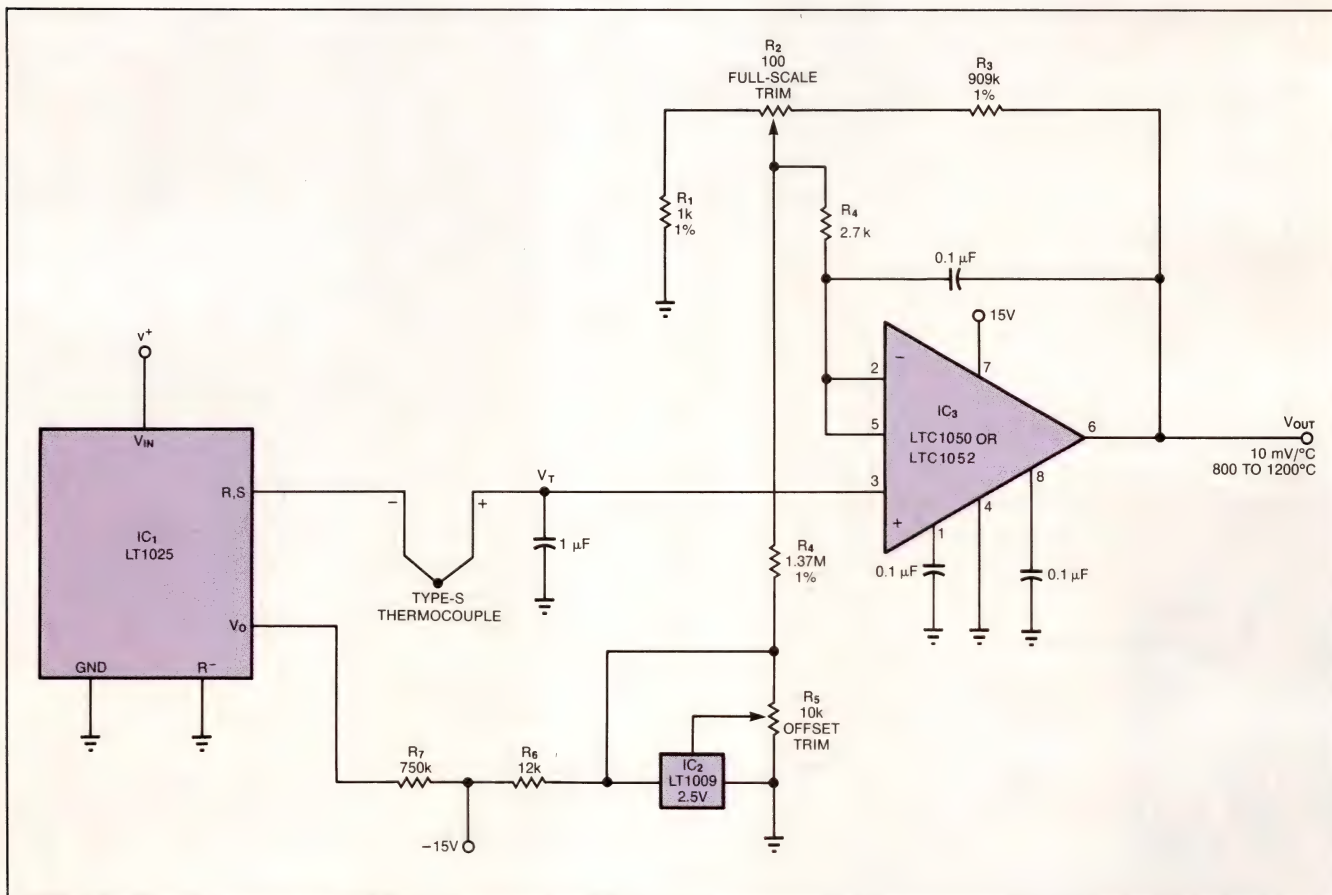 R2
100
FULL-SCALE
TRIM
R3
909k
1%
R1
1k
1%
R4
2.7 k
0.1 µF
15V
7
V+
VIN
R,S
IC1
LT1025
VO
GND
R−
−
+
TYPE-S
THERMOCOUPLE
VT
1 µF
2
−
5
IC3
LTC1050 OR
LTC1052
3
+
6
8
4
1
VOUT
10 mV/°C
800 TO 1200°C
0.1 µF
0.1 µF
R4
1.37M
1%
R5
10k
OFFSET
TRIM
R7
750k
R6
12k
IC2
LT1009
2.5V
−15V